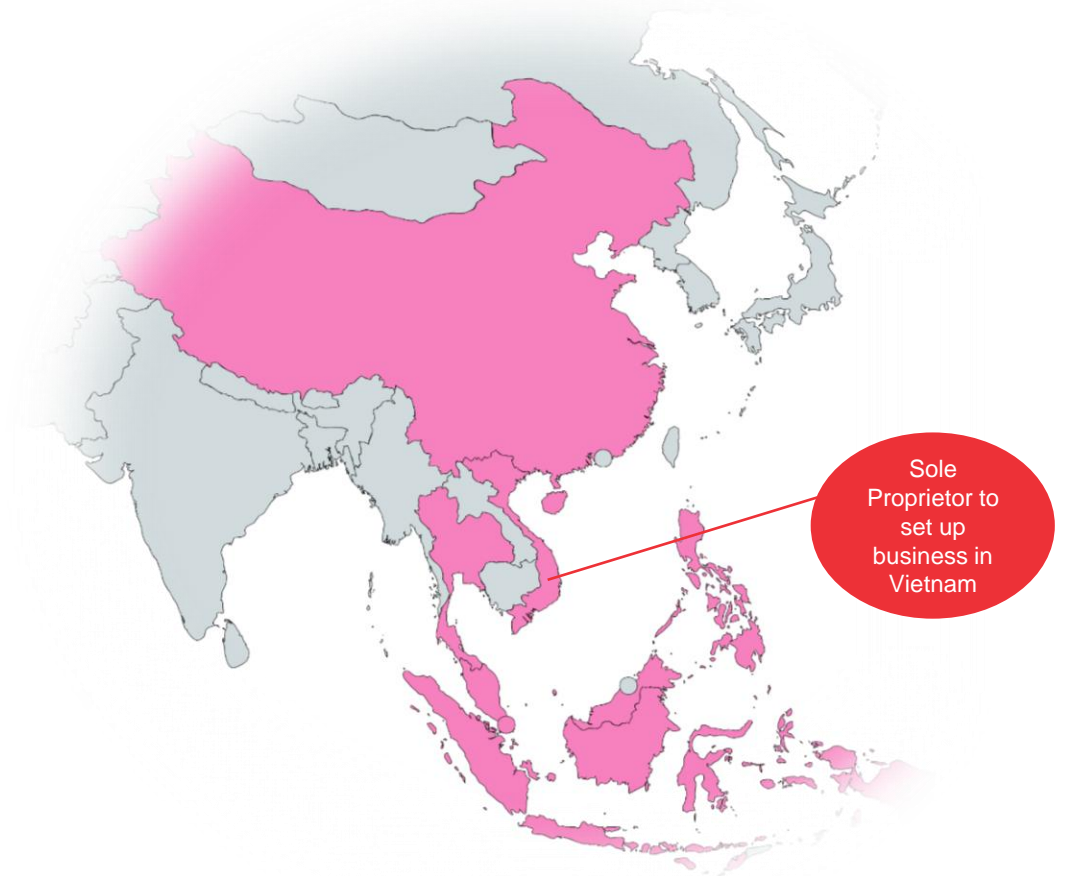 Sole
Proprietor to
set up
business in
Vietnam